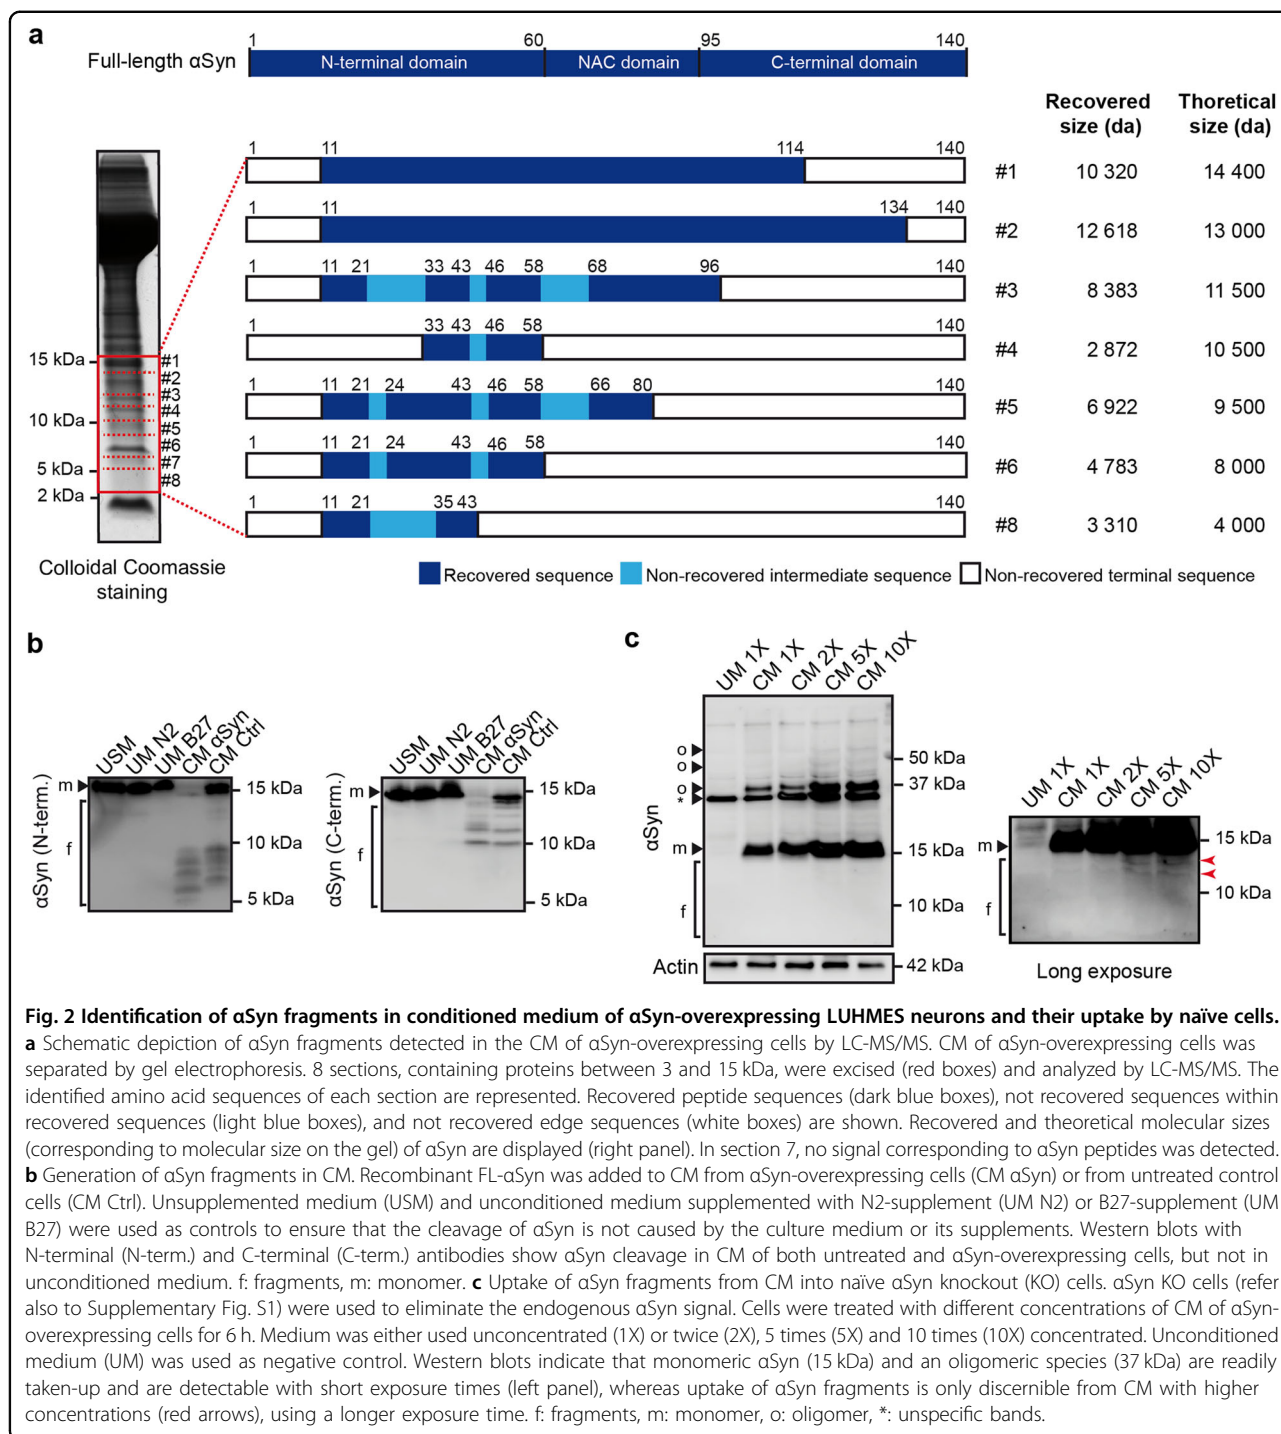 a
1 60 95 140
Full-length αSyn N-terminal domain NAC domain C-terminal domain
Recovered size (da)
Thoretical size (da)
1 11 114 140
#1 10 320 14 400
1 11 134 140
#2 12 618 13 000
1 11 21 33 43 46 58 68 96 140
#3 8 383 11 500
1 33 43 46 58 140
#4 2 872 10 500
1 11 21 24 43 46 58 66 80 140
#5 6 922 9 500
1 11 21 24 43 46 58 140
#6 4 783 8 000
1 11 21 35 43 140
#8 3 310 4 000
15 kDa
10 kDa
5 kDa
2 kDa
#1
#2
#3
#4
#5
#6
#7
#8
Colloidal Coomassie
staining
Recovered sequence Non-recovered intermediate sequence Non-recovered terminal sequence
b
USM UM N2 UM B27 CM αSyn CM Ctrl
αSyn (N-term.)
m
f
15 kDa
10 kDa
5 kDa
USM UM N2 UM B27 CM αSyn CM Ctrl
αSyn (C-term.)
m
f
15 kDa
10 kDa
5 kDa
c
UM 1X CM 1X CM 2X CM 5X CM 10X
αSyn
o
o
o
*
m
f
50 kDa
37 kDa
15 kDa
10 kDa
Actin 42 kDa
UM 1X CM 1X CM 2X CM 5X CM 10X
m
f
15 kDa
10 kDa
Long exposure
Fig. 2 Identification of αSyn fragments in conditioned medium of αSyn-overexpressing LUHMES neurons and their uptake by naïve cells.
a Schematic depiction of αSyn fragments detected in the CM of αSyn-overexpressing cells by LC-MS/MS. CM of αSyn-overexpressing cells was
separated by gel electrophoresis. 8 sections, containing proteins between 3 and 15 kDa, were excised (red boxes) and analyzed by LC-MS/MS. The
identified amino acid sequences of each section are represented. Recovered peptide sequences (dark blue boxes), not recovered sequences within
recovered sequences (light blue boxes), and not recovered edge sequences (white boxes) are shown. Recovered and theoretical molecular sizes
(corresponding to molecular size on the gel) of αSyn are displayed (right panel). In section 7, no signal corresponding to αSyn peptides was detected.
b Generation of αSyn fragments in CM. Recombinant FL-αSyn was added to CM from αSyn-overexpressing cells (CM αSyn) or from untreated control
cells (CM Ctrl). Unsupplemented medium (USM) and unconditioned medium supplemented with N2-supplement (UM N2) or B27-supplement (UM
B27) were used as controls to ensure that the cleavage of αSyn is not caused by the culture medium or its supplements. Western blots with
N-terminal (N-term.) and C-terminal (C-term.) antibodies show αSyn cleavage in CM of both untreated and αSyn-overexpressing cells, but not in
unconditioned medium. f: fragments, m: monomer. c Uptake of αSyn fragments from CM into naïve αSyn knockout (KO) cells. αSyn KO cells (refer
also to Supplementary Fig. S1) were used to eliminate the endogenous αSyn signal. Cells were treated with different concentrations of CM of αSyn-
overexpressing cells for 6 h. Medium was either used unconcentrated (1X) or twice (2X), 5 times (5X) and 10 times (10X) concentrated. Unconditioned
medium (UM) was used as negative control. Western blots indicate that monomeric αSyn (15 kDa) and an oligomeric species (37 kDa) are readily
taken-up and are detectable with short exposure times (left panel), whereas uptake of αSyn fragments is only discernible from CM with higher
concentrations (red arrows), using a longer exposure time. f: fragments, m: monomer, o: oligomer, *: unspecific bands.